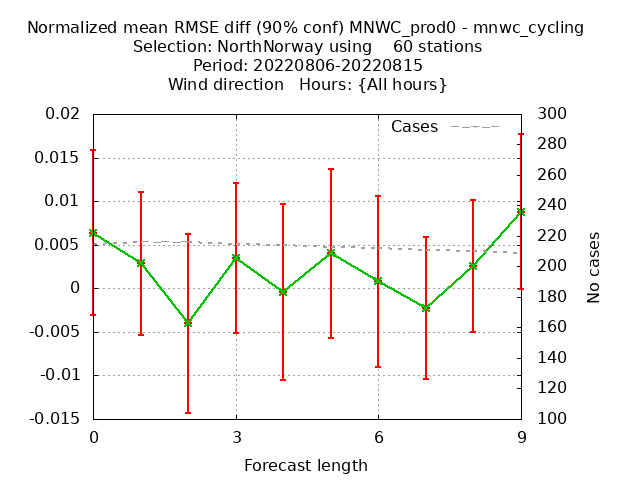 Normalized mean RMSE diff (90% conf) MNWC_prod0 - mnwc_cycling
Selection: NorthNorway using 60 stations
Period: 20220806-20220815
Wind direction Hours: {All hours}
Cases
0.02
0.015
0.01
0.005
0
-0.005
-0.01
-0.015
300
280
260
240
220
200
180
160
140
120
100
No cases
0 3 6 9
Forecast length